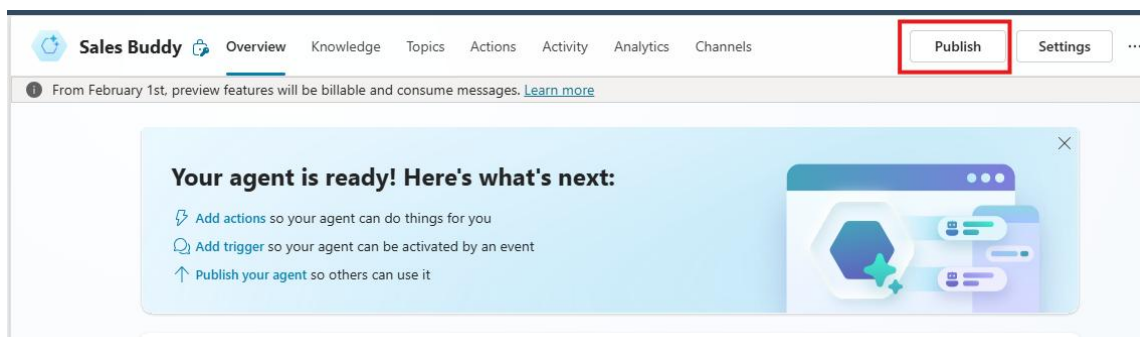 Sales Buddy Overview Knowledge Topics Actions Activity Analytics Channels Publish Settings ...
From February 1st, preview features will be billable and consume messages. Learn more
Your agent is ready! Here's what's next:
Add actions so your agent can do things for you
Add trigger so your agent can be activated by an event
Publish your agent so others can use it